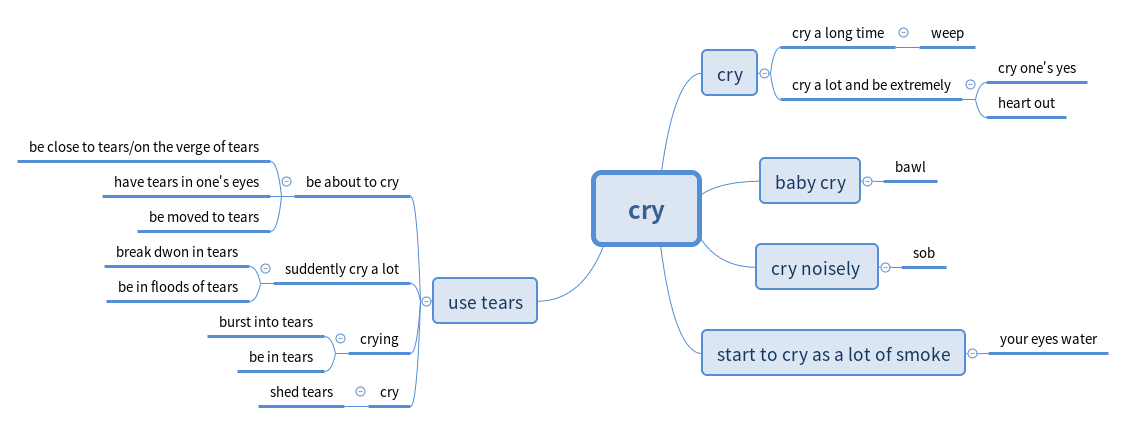 cry
cry
cry a long time
weep
cry a lot and be extremely
cry one's yes
heart out
baby cry
bawl
cry noisely
sob
start to cry as a lot of smoke
your eyes water
use tears
be about to cry
be close to tears/on the verge of tears
have tears in one's eyes
be moved to tears
suddently cry a lot
break dwon in tears
be in floods of tears
crying
burst into tears
be in tears
cry
shed tears